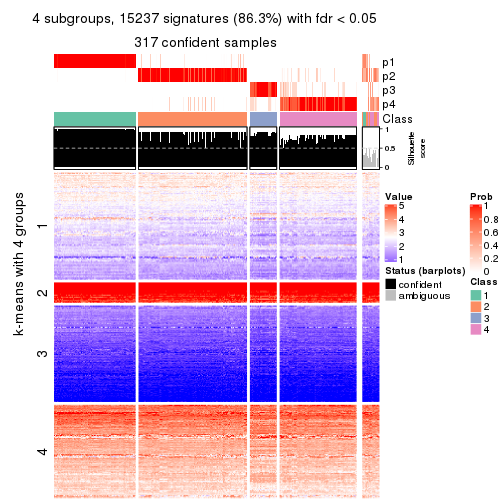 4 subgroups, 15237 signatures (86.3%) with fdr < 0.05
317 confident samples
p1
p2
p3
p4
Class
1
0.5
0
Silhouette
score
k-means with 4 groups
1
2
3
4
Value
5
4
3
2
1
Status (barplots)
confident
ambiguous
Prob
1
0.8
0.6
0.4
0.2
0
Class
1
2
3
4